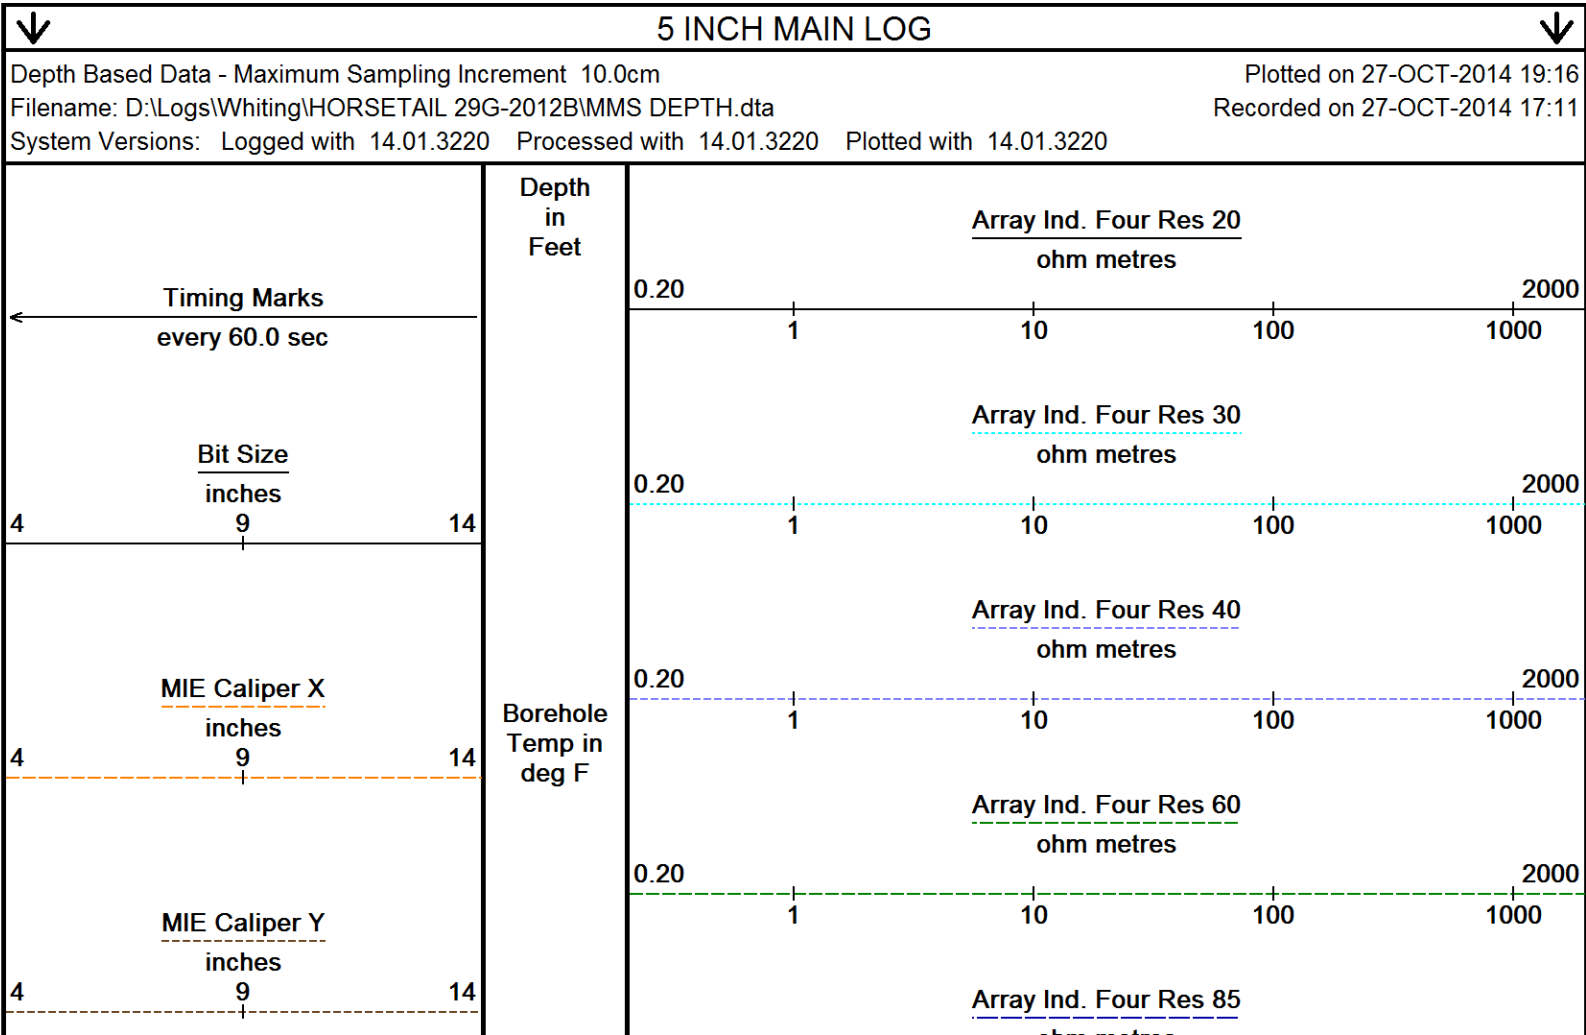 5 INCH MAIN LOG
Depth Based Data - Maximum Sampling Increment 10.0cm
Plotted on 27-OCT-2014 19:16
Filename: D:\Logs\Whiting\HORSETAIL 29G-2012B\MMS DEPTH.dta
Recorded on 27-OCT-2014 17:11
System Versions: Logged with 14.01.3220 Processed with 14.01.3220 Plotted with 14.01.3220
Timing Marks
every 60.0 sec
Bit Size
inches
4 9 14
MIE Caliper X
inches
4 9 14
MIE Caliper Y
inches
4 9 14
Depth
in
Feet
Borehole
Temp in
deg F
Array Ind. Four Res 20
ohm metres
0.20 2000
1 10 100 1000
Array Ind. Four Res 30
ohm metres
0.20 2000
1 10 100 1000
Array Ind. Four Res 40
ohm metres
0.20 2000
1 10 100 1000
Array Ind. Four Res 60
ohm metres
0.20 2000
1 10 100 1000
Array Ind. Four Res 85
ohm metres